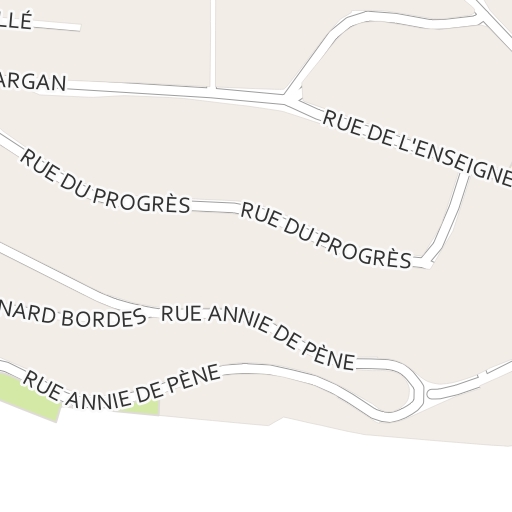 LLÉ
ARGAN
RUE DE L'ENSEIGNE
RUE DU PROGRÈS
RUE DU PROGRÈS
NARD BORDES
RUE ANNIE DE PÈNE
RUE ANNIE DE PÈNE